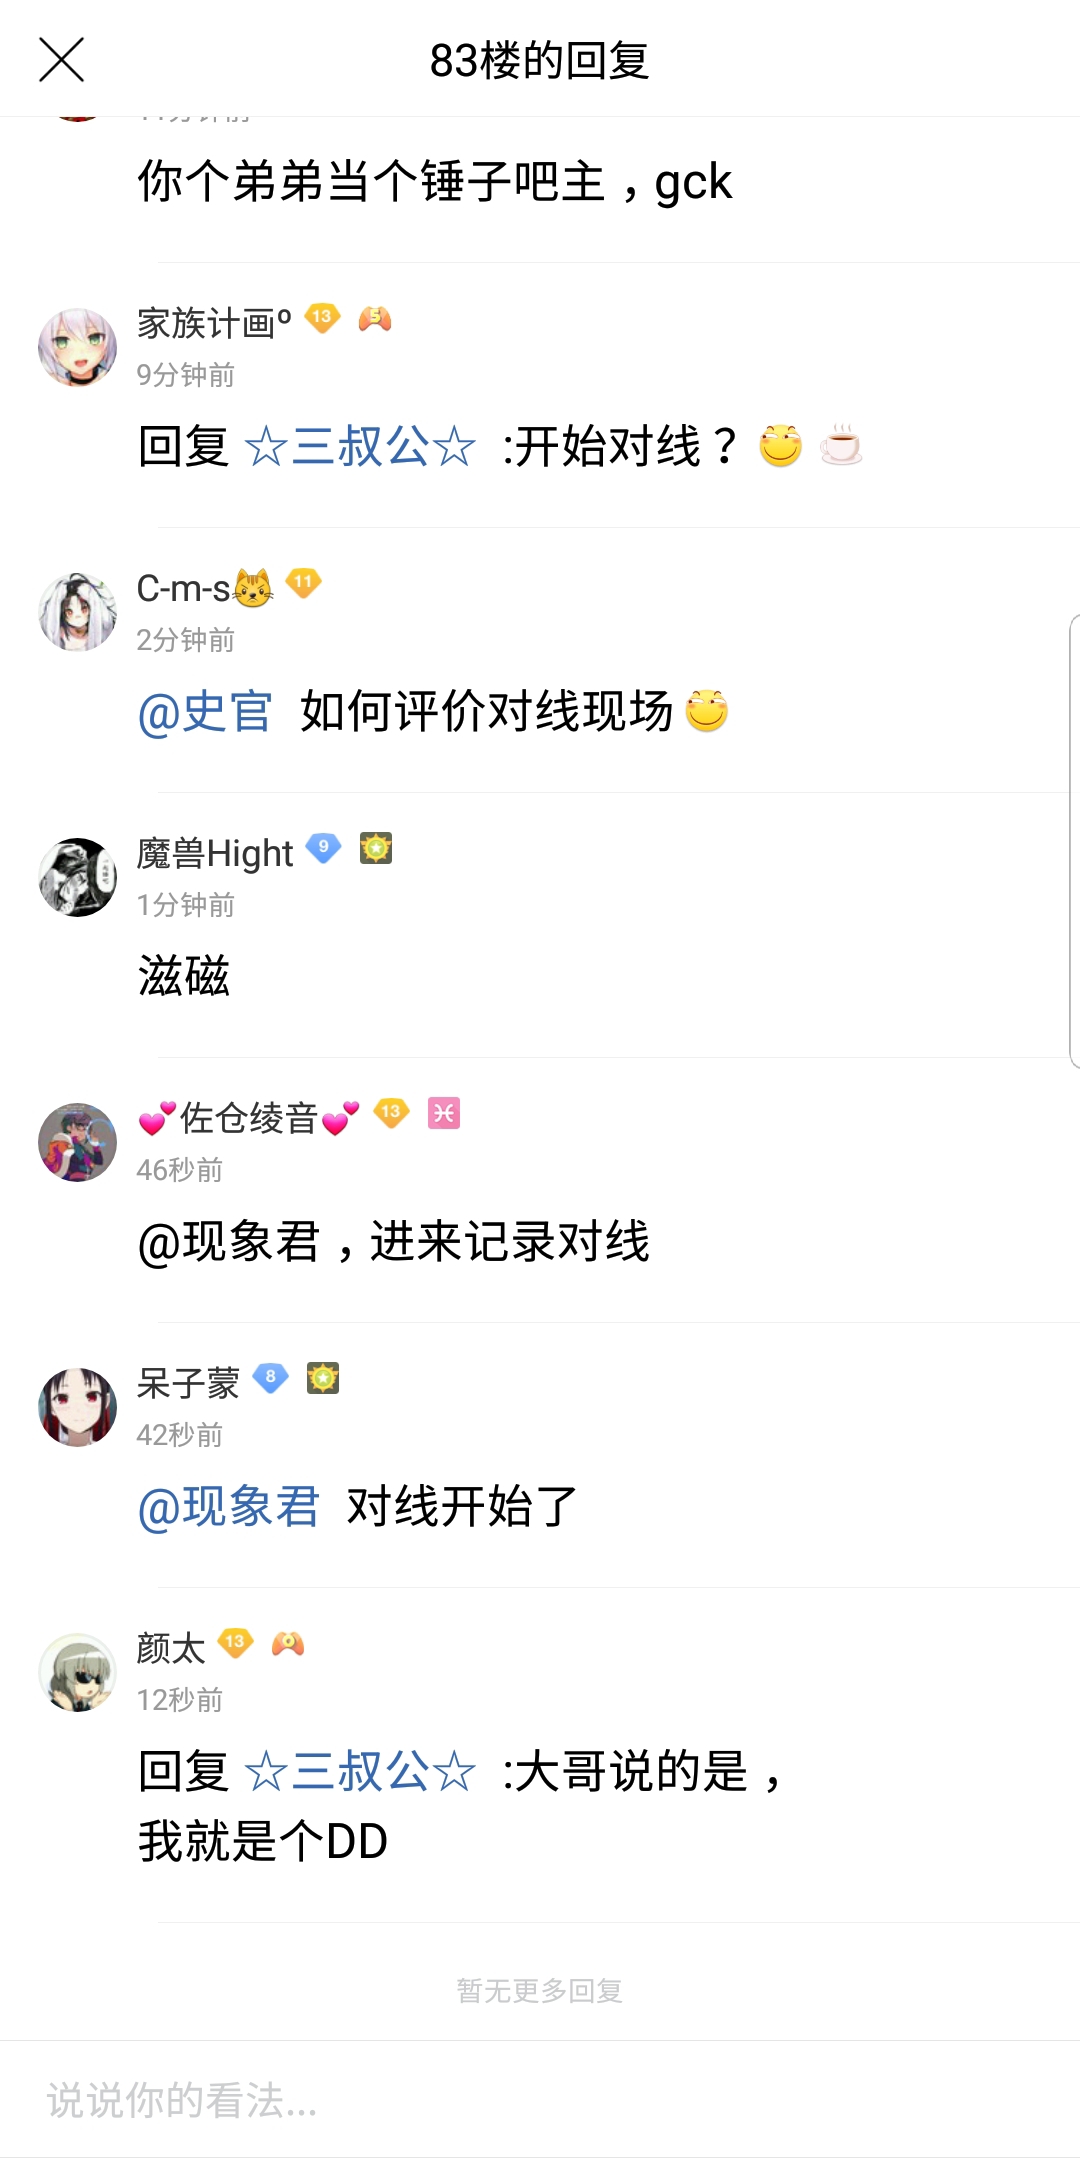 83楼的回复
你个弟弟当个锤子吧主，gck
家族计画º 13 5
9分钟前
回复 ☆三叔公☆ :开始对线？
C-m-s 11
2分钟前
@史官 如何评价对线现场
魔兽Hight 9
1分钟前
滋磁
💕佐仓绫音💕 13
46秒前
@现象君，进来记录对线
呆子蒙 8
42秒前
@现象君 对线开始了
颜太 13
12秒前
回复 ☆三叔公☆ :大哥说的是，
我就是个DD
暂无更多回复
说说你的看法...